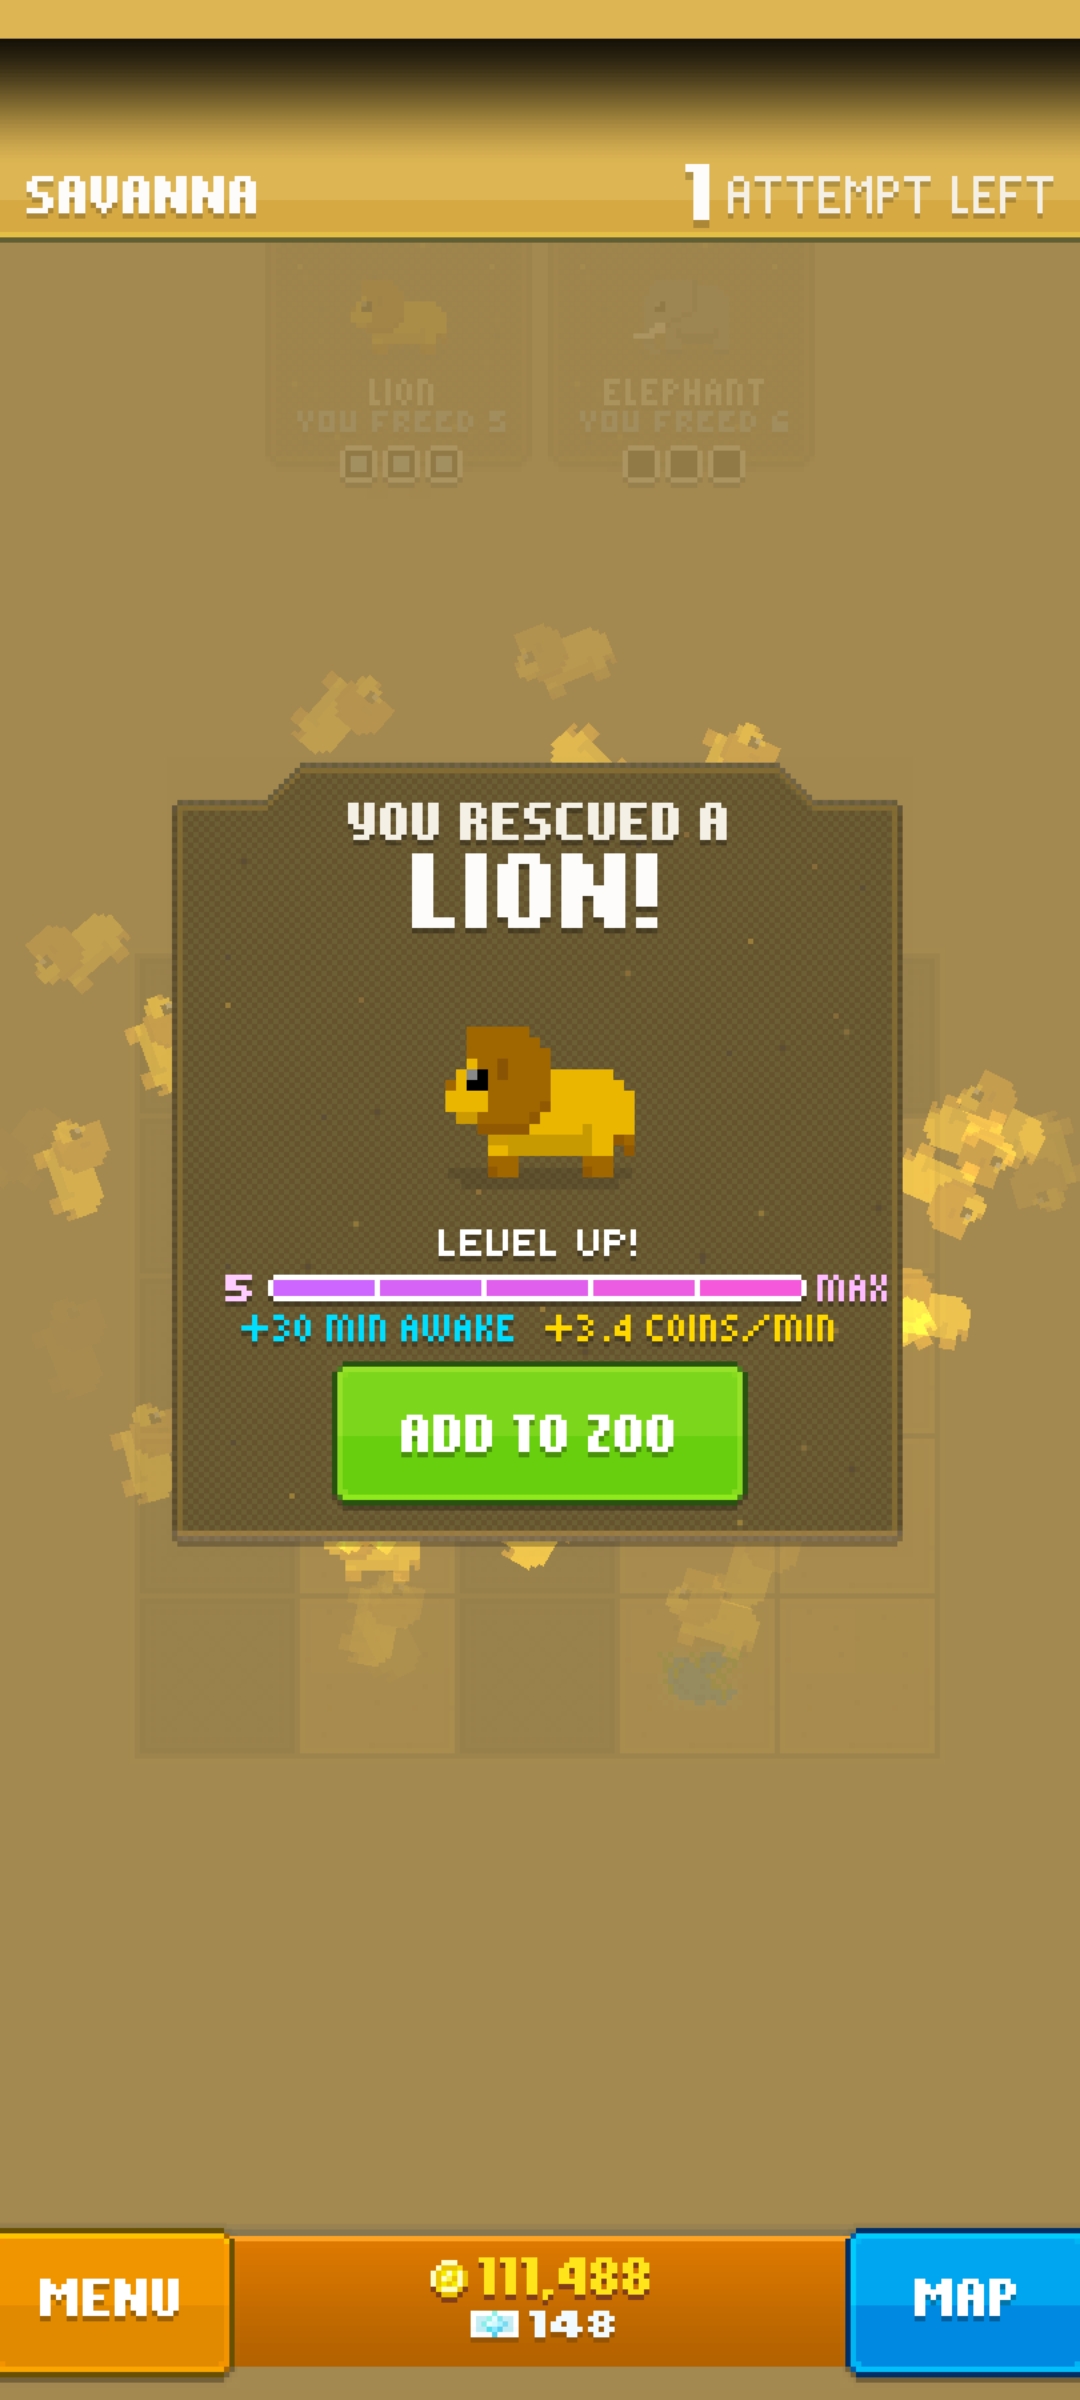 SAVANNA
1 ATTEMPT LEFT
LION
YOU FREED 5
ELEPHANT
YOU FREED 6
YOU RESCUED A
LION!
LEVEL UP!
5 MAX
+30 MIN AWAKE +3.4 COINS/MIN
ADD TO ZOO
MENU
111,488
148
MAP